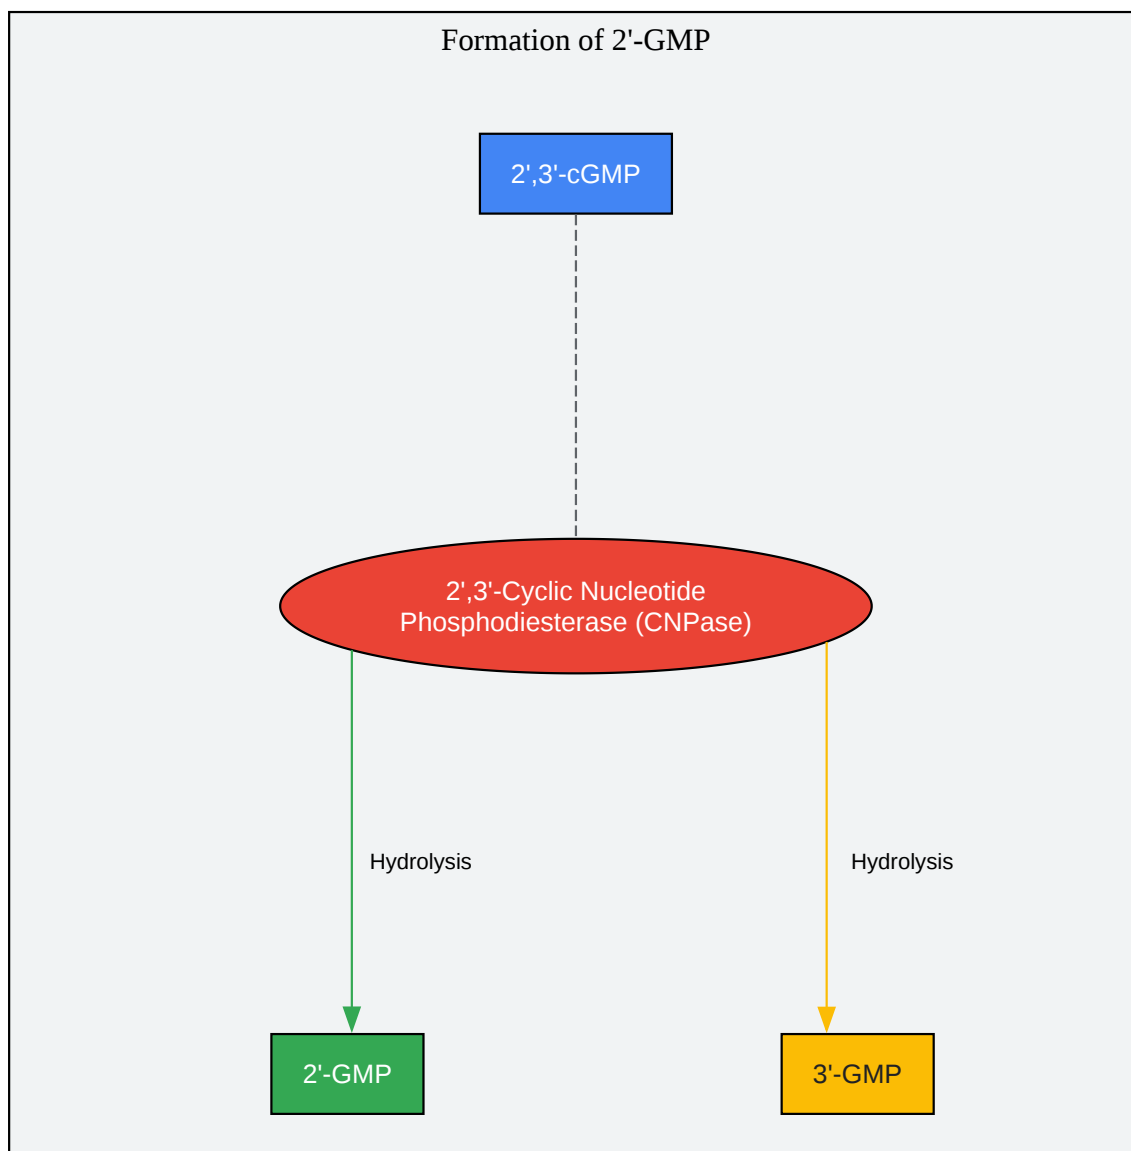 Formation of 2'-GMP
2',3'-cGMP
2',3'-Cyclic Nucleotide
Phosphodiesterase (CNPase)
Hydrolysis
Hydrolysis
2'-GMP
3'-GMP